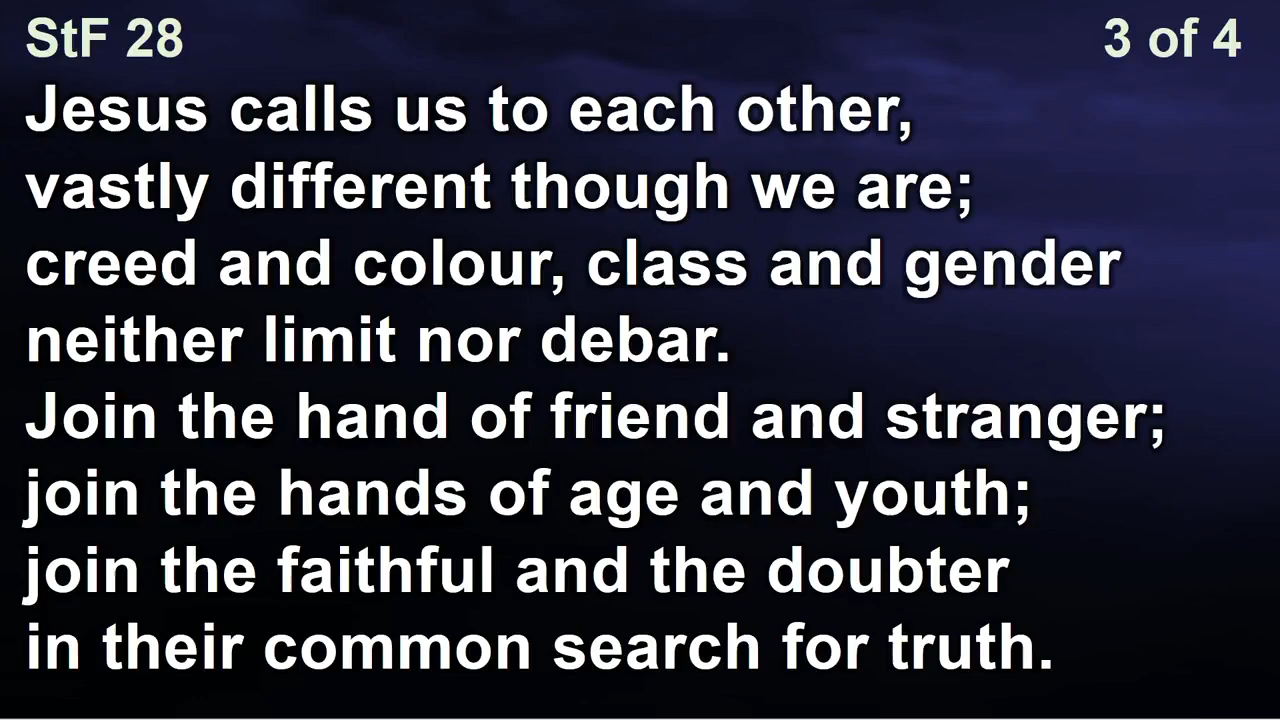 StF 28
3 of 4
Jesus calls us to each other,
vastly different though we are;
creed and colour, class and gender
neither limit nor debar.
Join the hand of friend and stranger;
join the hands of age and youth;
join the faithful and the doubter
in their common search for truth.